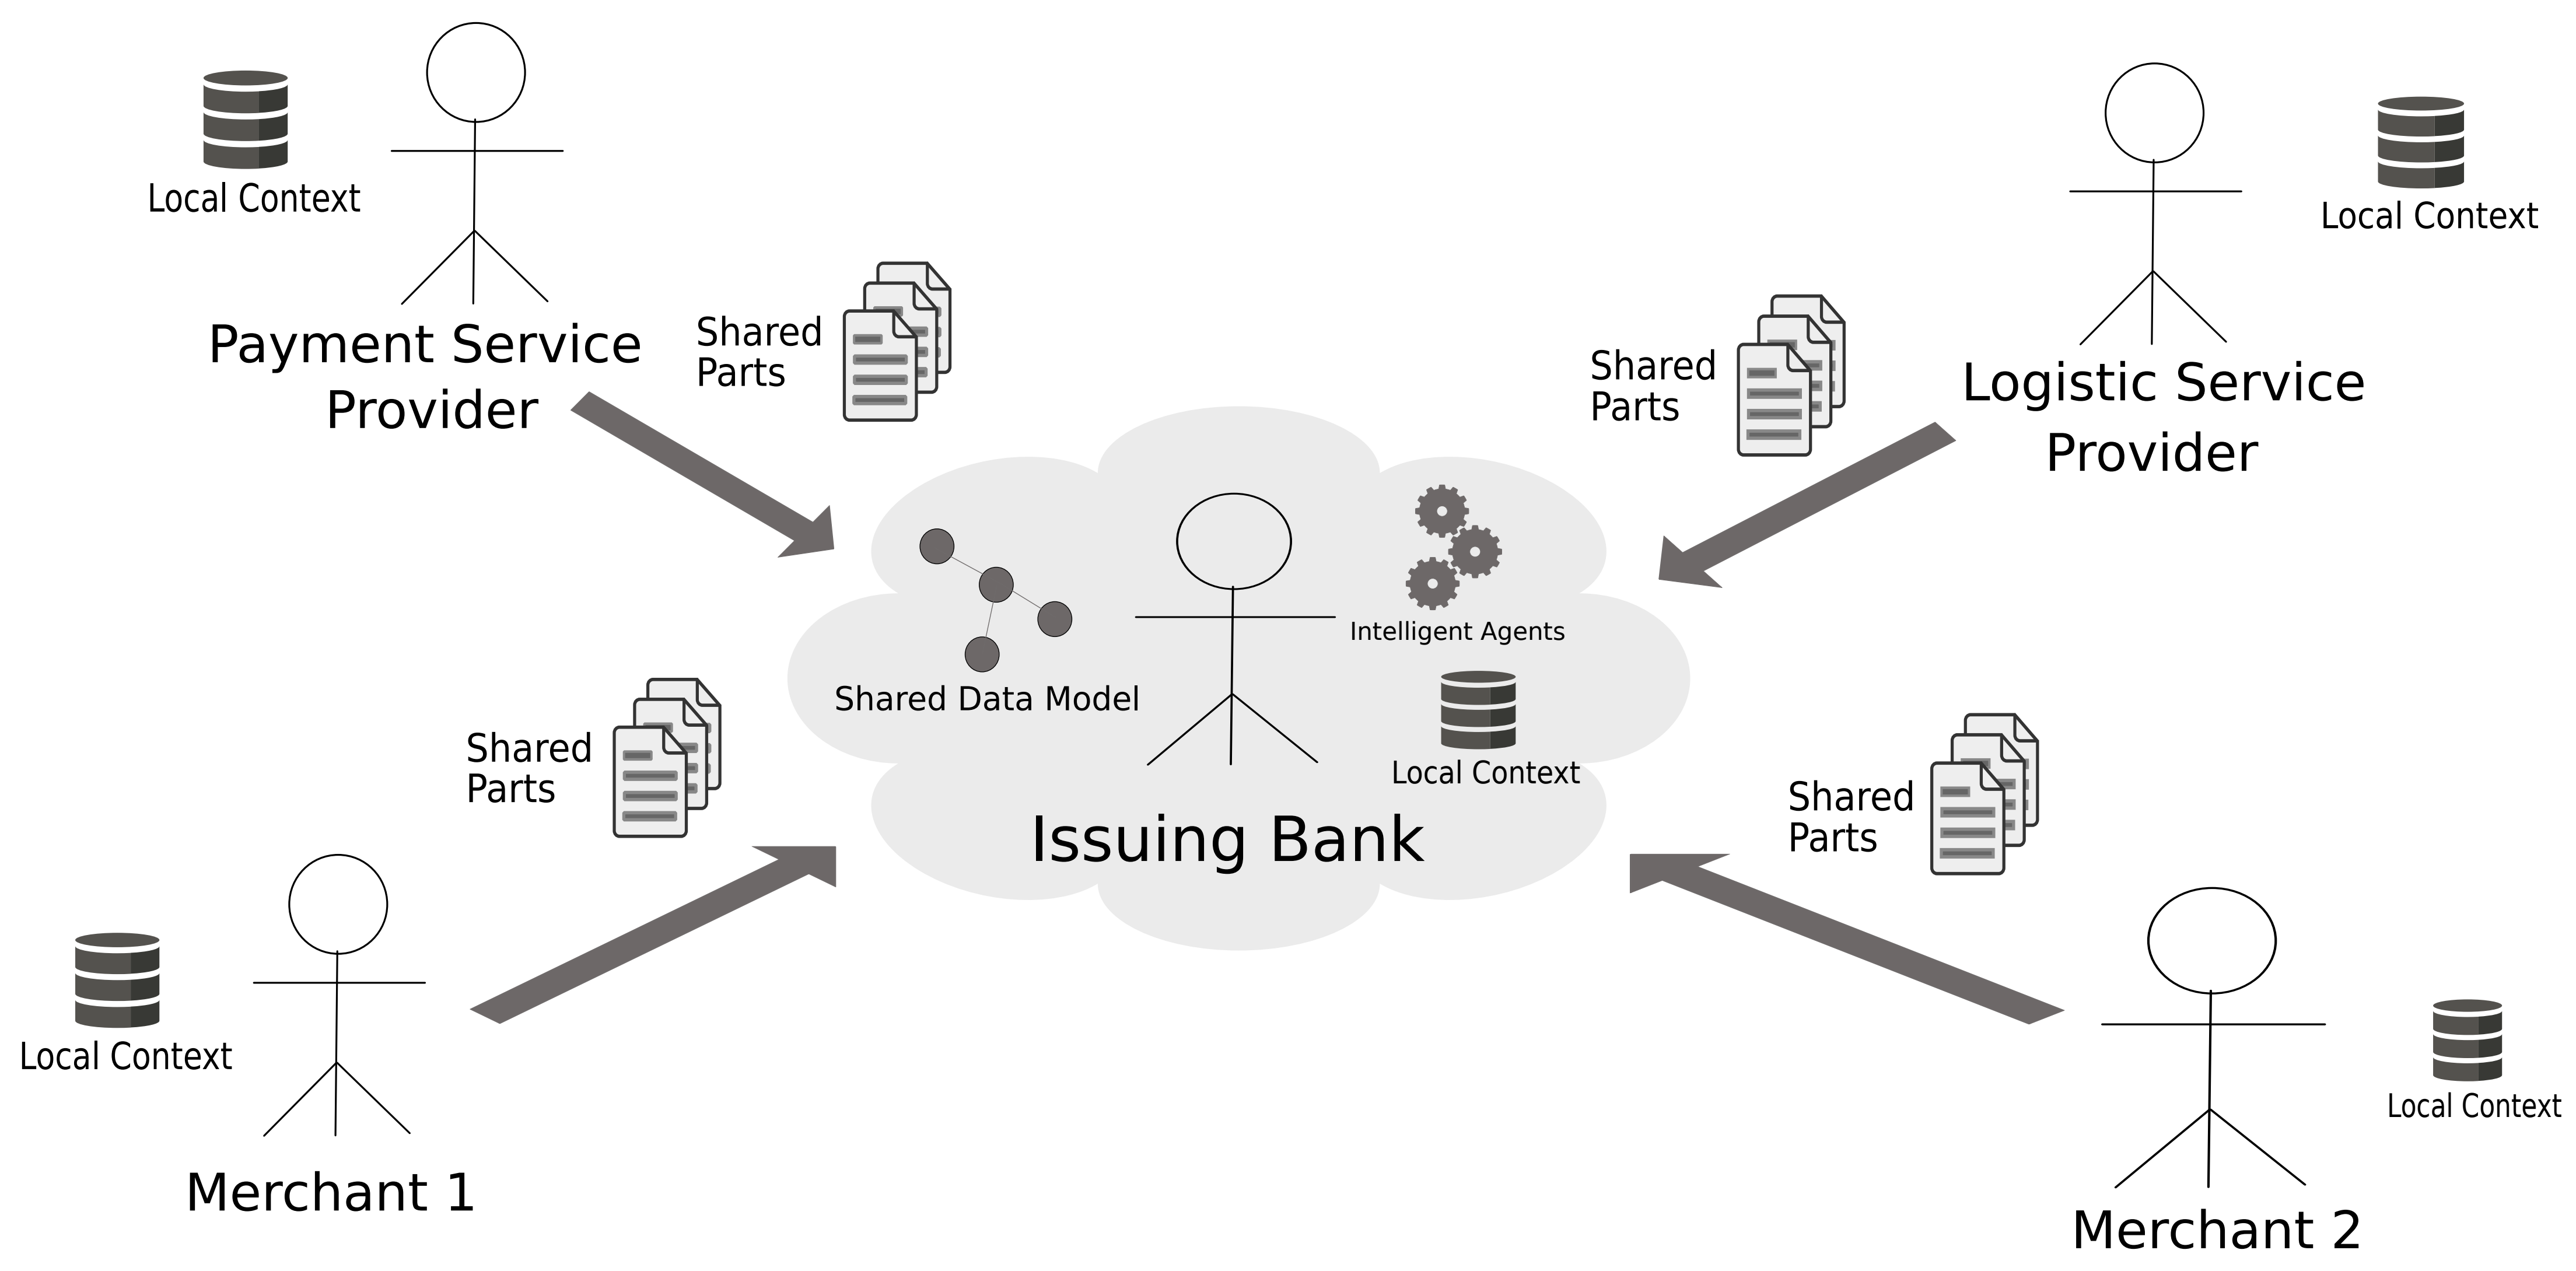 Local Context
Payment Service
Provider
Shared
Parts
Local Context
Logistic Service
Provider
Shared
Parts
Shared Data Model
Intelligent Agents
Local Context
Issuing Bank
Shared
Parts
Local Context
Merchant 1
Shared
Parts
Local Context
Merchant 2